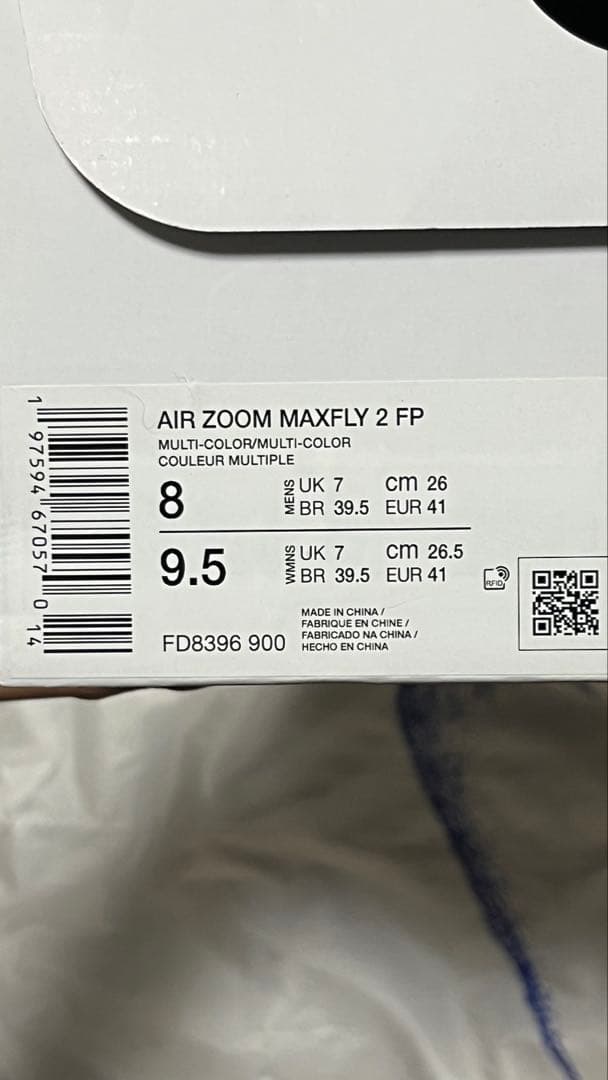 AIR ZOOM MAXFLY 2 FP
MULTI-COLOR/MULTI-COLOR
COULEUR MULTIPLE
8 MENS UK 7 cm 26
BR 39.5 EUR 41
9.5 WMNS UK 7 cm 26.5
BR 39.5 EUR 41
RFID
MADE IN CHINA /
FABRIQUE EN CHINE /
FABRICADO NA CHINA /
HECHO EN CHINA
FD8396 900
1 97594 67057 0 14